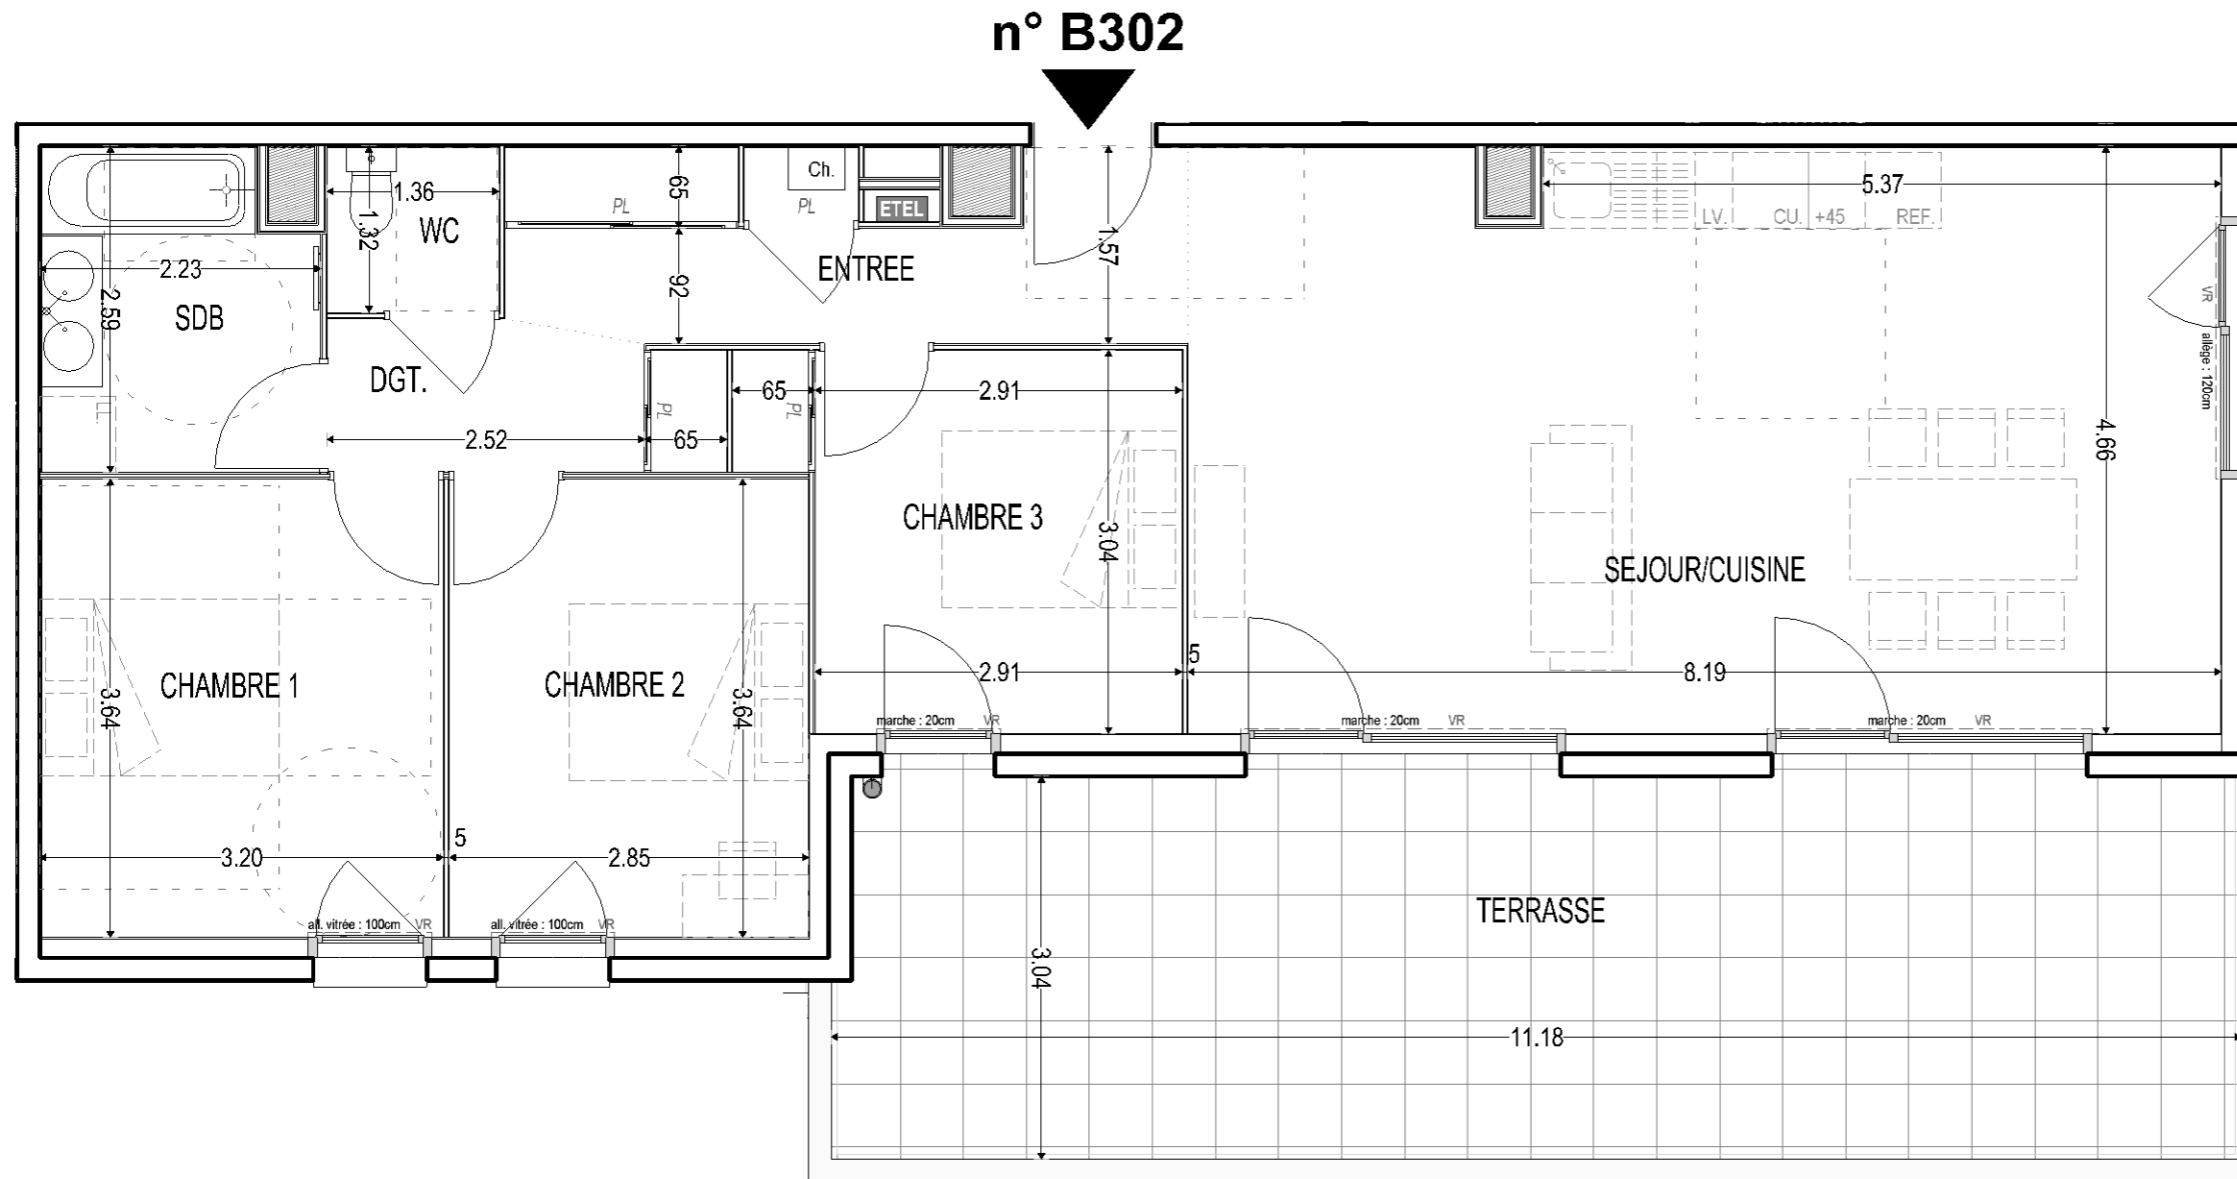 n° B302
65
Ch.
5.37
1.36
PL
PL
ETEL
LV.
CU.
+45
REF.
WC
1.32
1.57
2.23
ENTREE
92
VR
SDB
2.59
allège : 120cm
DGT.
65
2.91
PL
PL
LL
2.52
65
4.66
CHAMBRE 3
3.04
SEJOUR/CUISINE
5
2.91
8.19
CHAMBRE 1
CHAMBRE 2
3.64
3.64
marche : 20cm
VR
marche : 20cm
VR
marche : 20cm
VR
5
3.20
2.85
all. vitrée : 100cm
VR
all. vitrée : 100cm
VR
TERRASSE
3.04
11.18